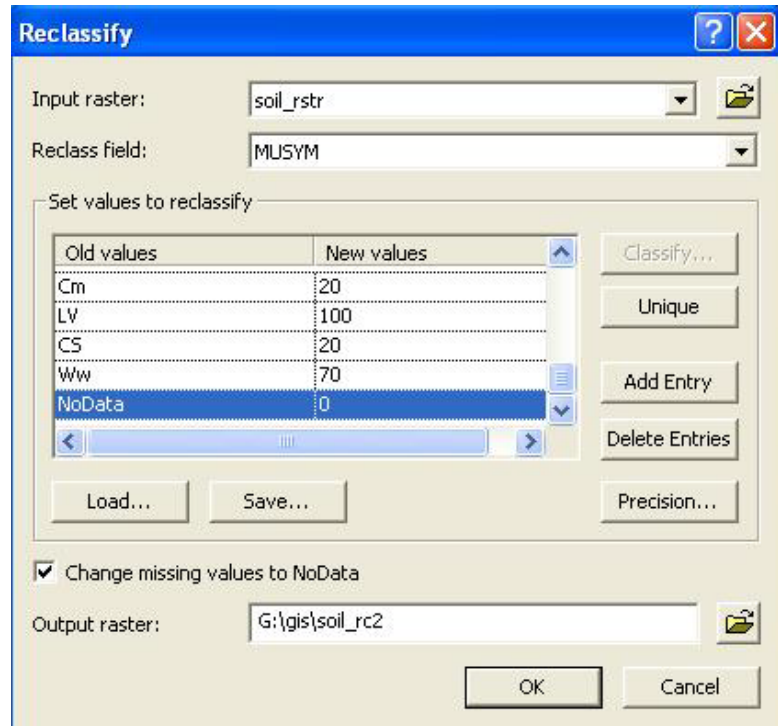 Reclassify
Input raster: soil_rstr
Reclass field: MUSYM
Set values to reclassify
Old values New values
Cm 20
LV 100
CS 20
Ww 70
NoData 0
Classify...
Unique
Add Entry
Delete Entries
Load... Save... Precision...
Change missing values to NoData
Output raster: G:\gis\soil_rc2
OK Cancel